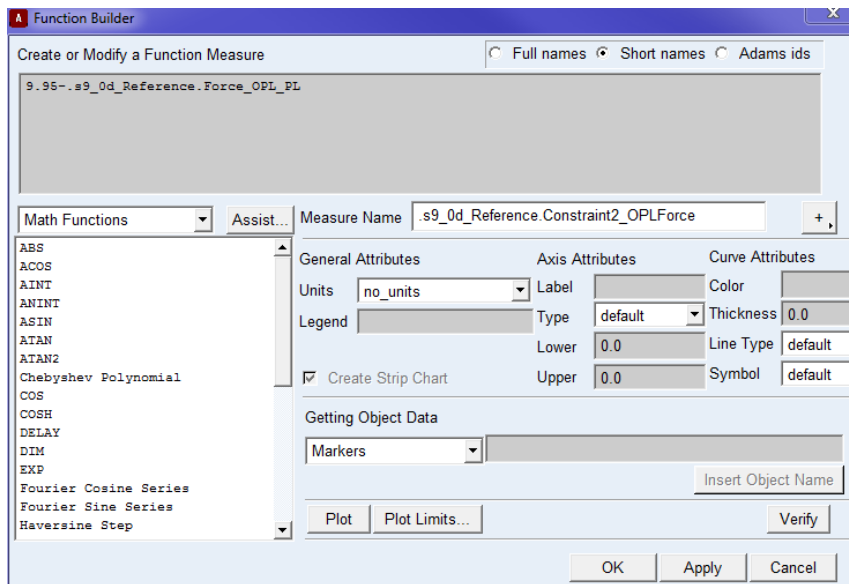 A Function Builder X
Create or Modify a Function Measure Full names Short names Adams ids
9.95-.s9_0d_Reference.Force_OPL_PL
Math Functions Assist... Measure Name .s9_0d_Reference.Constraint2_OPLForce +
ABS
ACOS
AINT
ANINT
ASIN
ATAN
ATAN2
Chebyshev Polynomial
COS
COSH
DELAY
DIM
EXP
Fourier Cosine Series
Fourier Sine Series
Haversine Step
General Attributes Axis Attributes Curve Attributes
Units no_units Label Color
Legend Type default Thickness 0.0
Lower 0.0 Line Type default
Create Strip Chart Upper 0.0 Symbol default
Getting Object Data
Markers
Insert Object Name
Plot Plot Limits... Verify
OK Apply Cancel